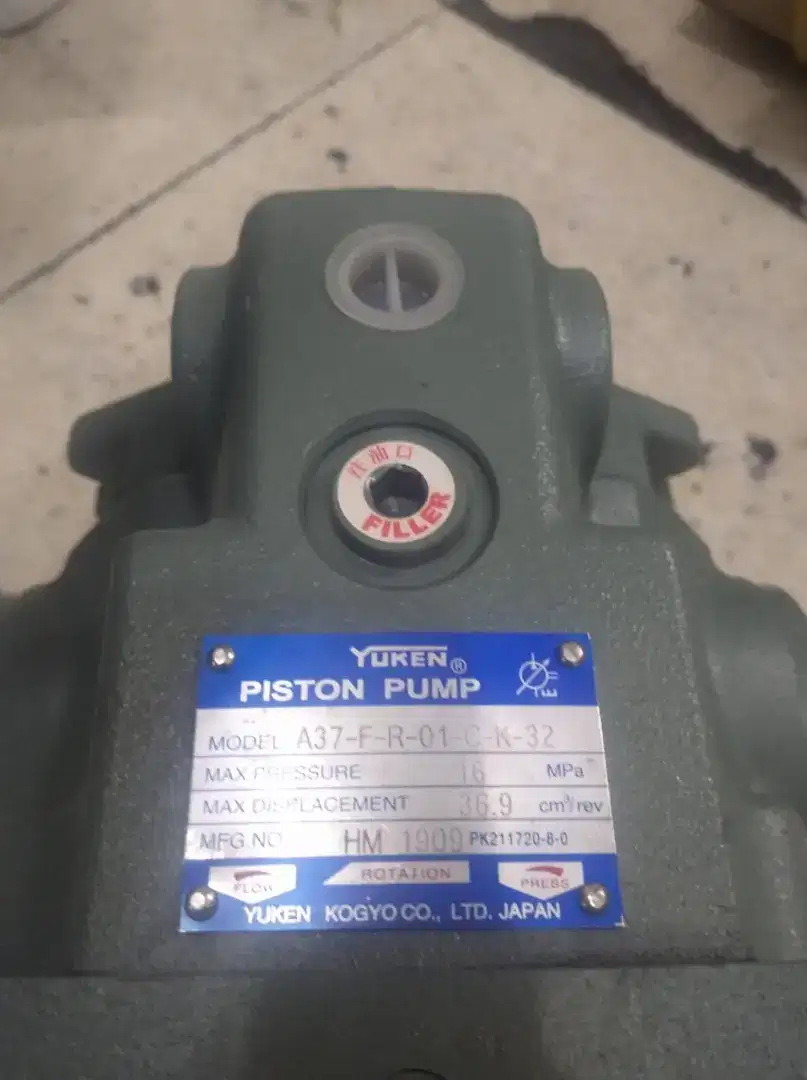 注油口
FILLER
YUKEN®
PISTON PUMP
MODEL A37-F-R-01-C-K-32
MAX PRESSURE 16 MPa
MAX DISPLACEMENT 36.9 cm³/rev
MFG.NO HM 1909 PK211720-8-0
FLOW ROTATION PRESS
YUKEN KOGYO CO., LTD. JAPAN